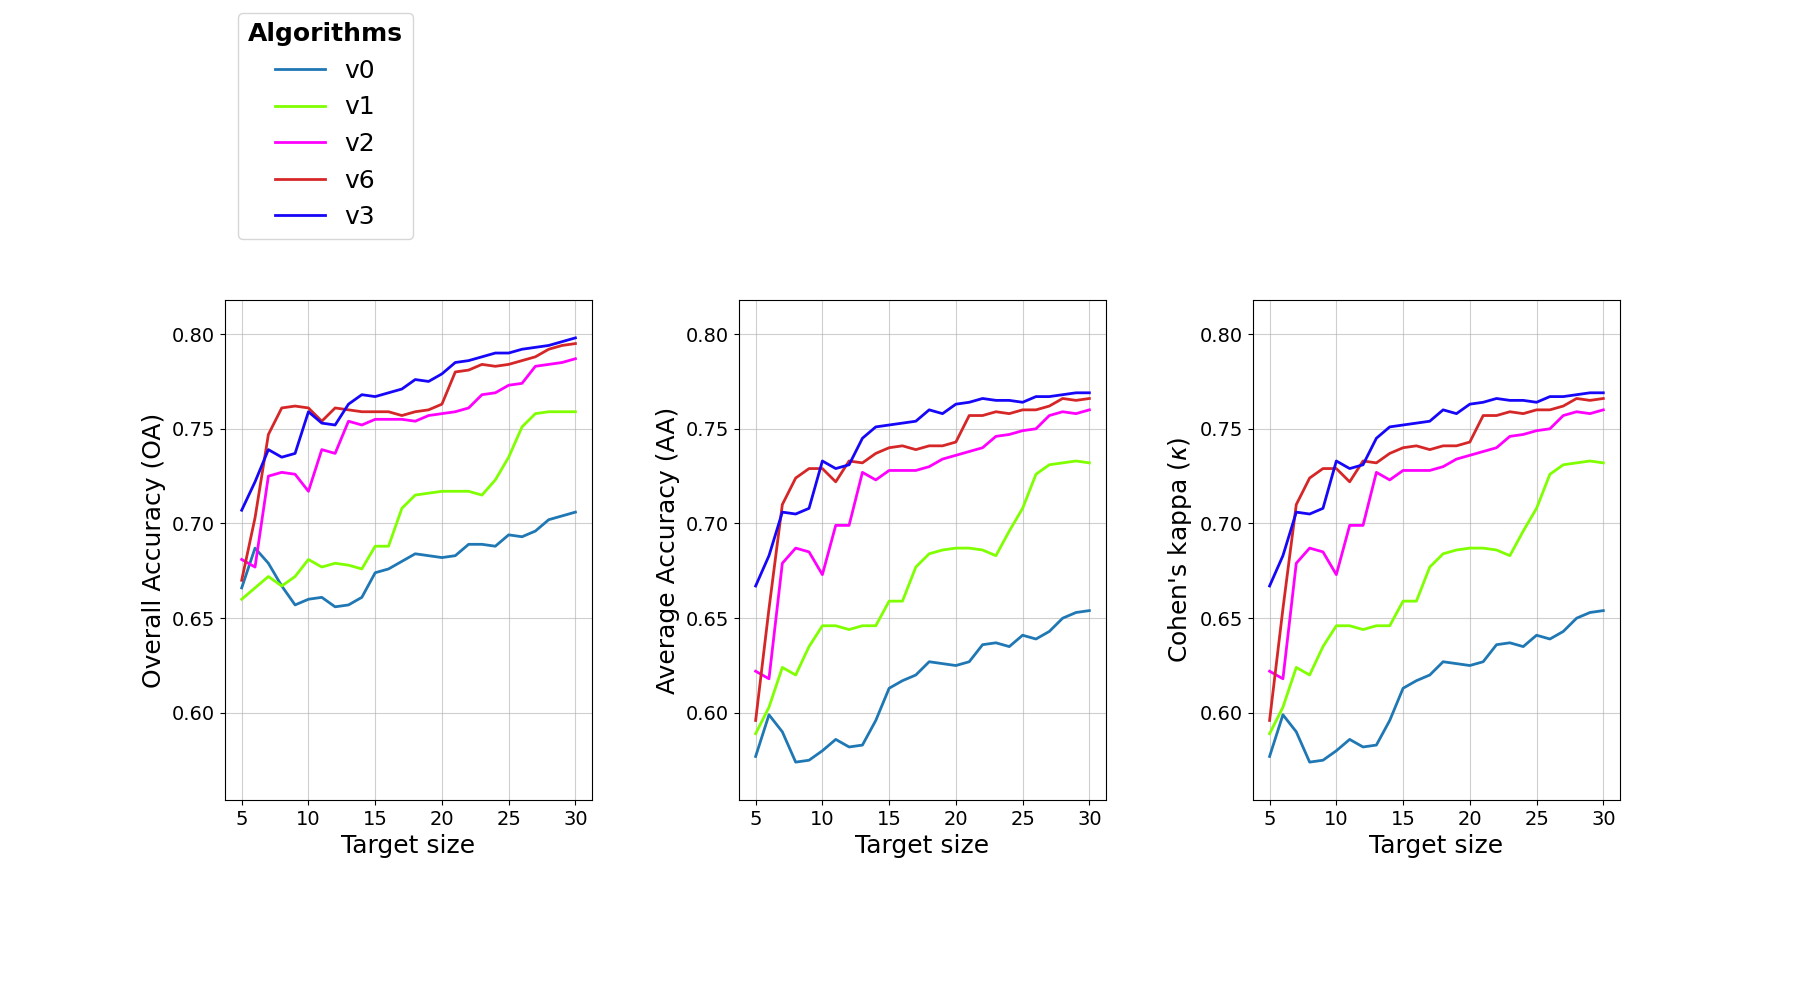 Algorithms
v0
v1
v2
v6
v3
Overall Accuracy (OA)
0.80
0.75
0.70
0.65
0.60
5 10 15 20 25 30
Target size
Average Accuracy (AA)
0.80
0.75
0.70
0.65
0.60
5 10 15 20 25 30
Target size
Cohen's kappa (κ)
0.80
0.75
0.70
0.65
0.60
5 10 15 20 25 30
Target size